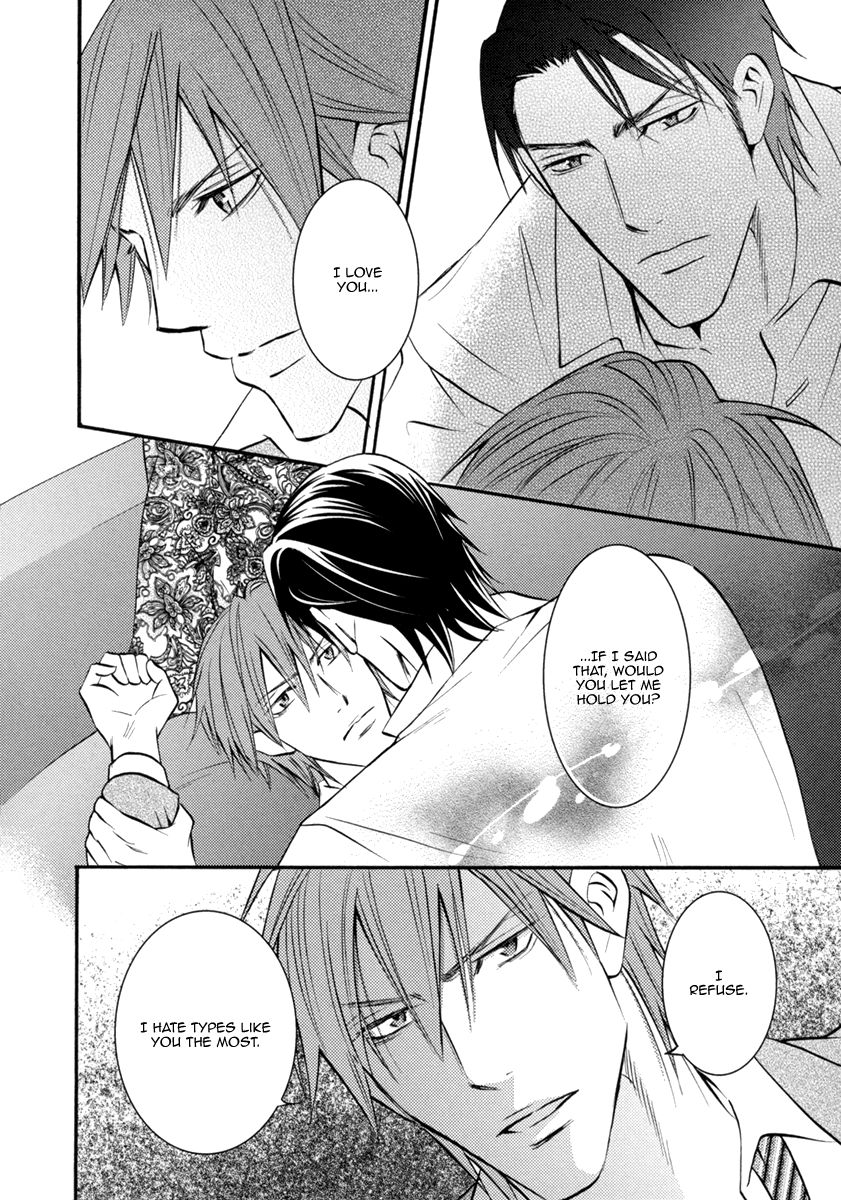 I LOVE
YOU...
...IF I SAID
THAT, WOULD
YOU LET ME
HOLD YOU?
I
REFUSE.
I HATE TYPES LIKE
YOU THE MOST.